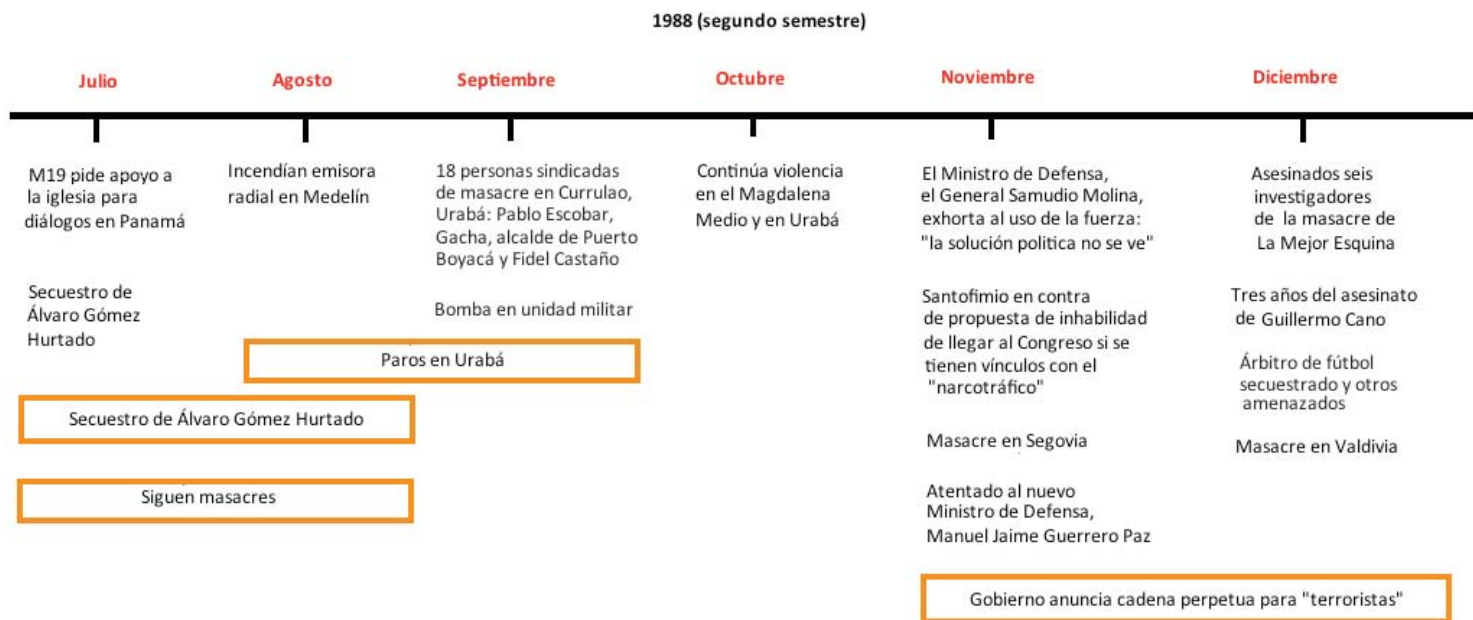 1988 (segundo semestre)
Julio
Agosto
Septiembre
Octubre
Noviembre
Diciembre
M19 pide apoyo a
la iglesia para
diálogos en Panamá
Secuestro de
Álvaro Gómez
Hurtado
Incendían emisora
radial en Medelín
18 personas sindicadas
de masacre en Currulao,
Urabá: Pablo Escobar,
Gacha, alcalde de Puerto
Boyacá y Fidel Castaño
Bomba en unidad militar
Continúa violencia
en el Magdalena
Medio y en Urabá
El Ministro de Defensa,
el General Samudio Molina,
exhorta al uso de la fuerza:
"la solución politica no se ve"
Santofimio en contra
de propuesta de inhabilidad
de llegar al Congreso si se
tienen vínculos con el
"narcotráfico"
Masacre en Segovia
Atentado al nuevo
Ministro de Defensa,
Manuel Jaime Guerrero Paz
Asesinados seis
investigadores
de la masacre de
La Mejor Esquina
Tres años del asesinato
de Guillermo Cano
Árbitro de fútbol
secuestrado y otros
amenazados
Masacre en Valdivia
Paros en Urabá
Secuestro de Álvaro Gómez Hurtado
Siguen masacres
Gobierno anuncia cadena perpetua para "terroristas"